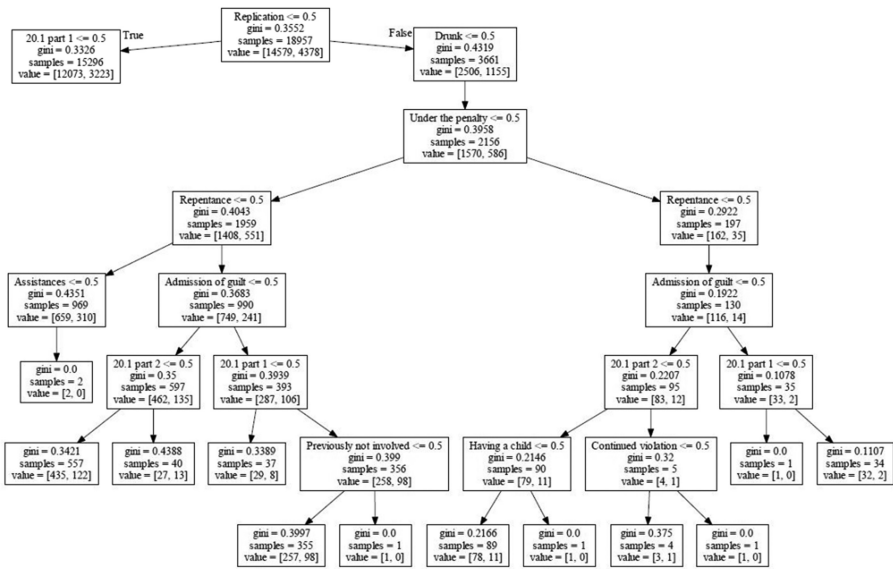 Replication <= 0.5
gini = 0.3552
samples = 18957
value = [14579, 4378]
True
False
20.1 part 1 <= 0.5
gini = 0.3326
samples = 15296
value = [12073, 3223]
Drunk <= 0.5
gini = 0.4319
samples = 3661
value = [2506, 1155]
Under the penalty <= 0.5
gini = 0.3958
samples = 2156
value = [1570, 586]
Repentance <= 0.5
gini = 0.4043
samples = 1959
value = [1408, 551]
Repentance <= 0.5
gini = 0.2922
samples = 197
value = [162, 35]
Assistances <= 0.5
gini = 0.4351
samples = 969
value = [659, 310]
Admission of guilt <= 0.5
gini = 0.3683
samples = 990
value = [749, 241]
Admission of guilt <= 0.5
gini = 0.1922
samples = 130
value = [116, 14]
gini = 0.0
samples = 2
value = [2, 0]
20.1 part 2 <= 0.5
gini = 0.35
samples = 597
value = [462, 135]
20.1 part 1 <= 0.5
gini = 0.3939
samples = 393
value = [287, 106]
20.1 part 2 <= 0.5
gini = 0.2207
samples = 95
value = [83, 12]
20.1 part 1 <= 0.5
gini = 0.1078
samples = 35
value = [33, 2]
gini = 0.3421
samples = 557
value = [435, 122]
gini = 0.4388
samples = 40
value = [27, 13]
gini = 0.3389
samples = 37
value = [29, 8]
Previously not involved <= 0.5
gini = 0.399
samples = 356
value = [258, 98]
Having a child <= 0.5
gini = 0.2146
samples = 90
value = [79, 11]
Continued violation <= 0.5
gini = 0.32
samples = 5
value = [4, 1]
gini = 0.0
samples = 1
value = [1, 0]
gini = 0.1107
samples = 34
value = [32, 2]
gini = 0.3997
samples = 355
value = [257, 98]
gini = 0.0
samples = 1
value = [1, 0]
gini = 0.2166
samples = 89
value = [78, 11]
gini = 0.0
samples = 1
value = [1, 0]
gini = 0.375
samples = 4
value = [3, 1]
gini = 0.0
samples = 1
value = [1, 0]